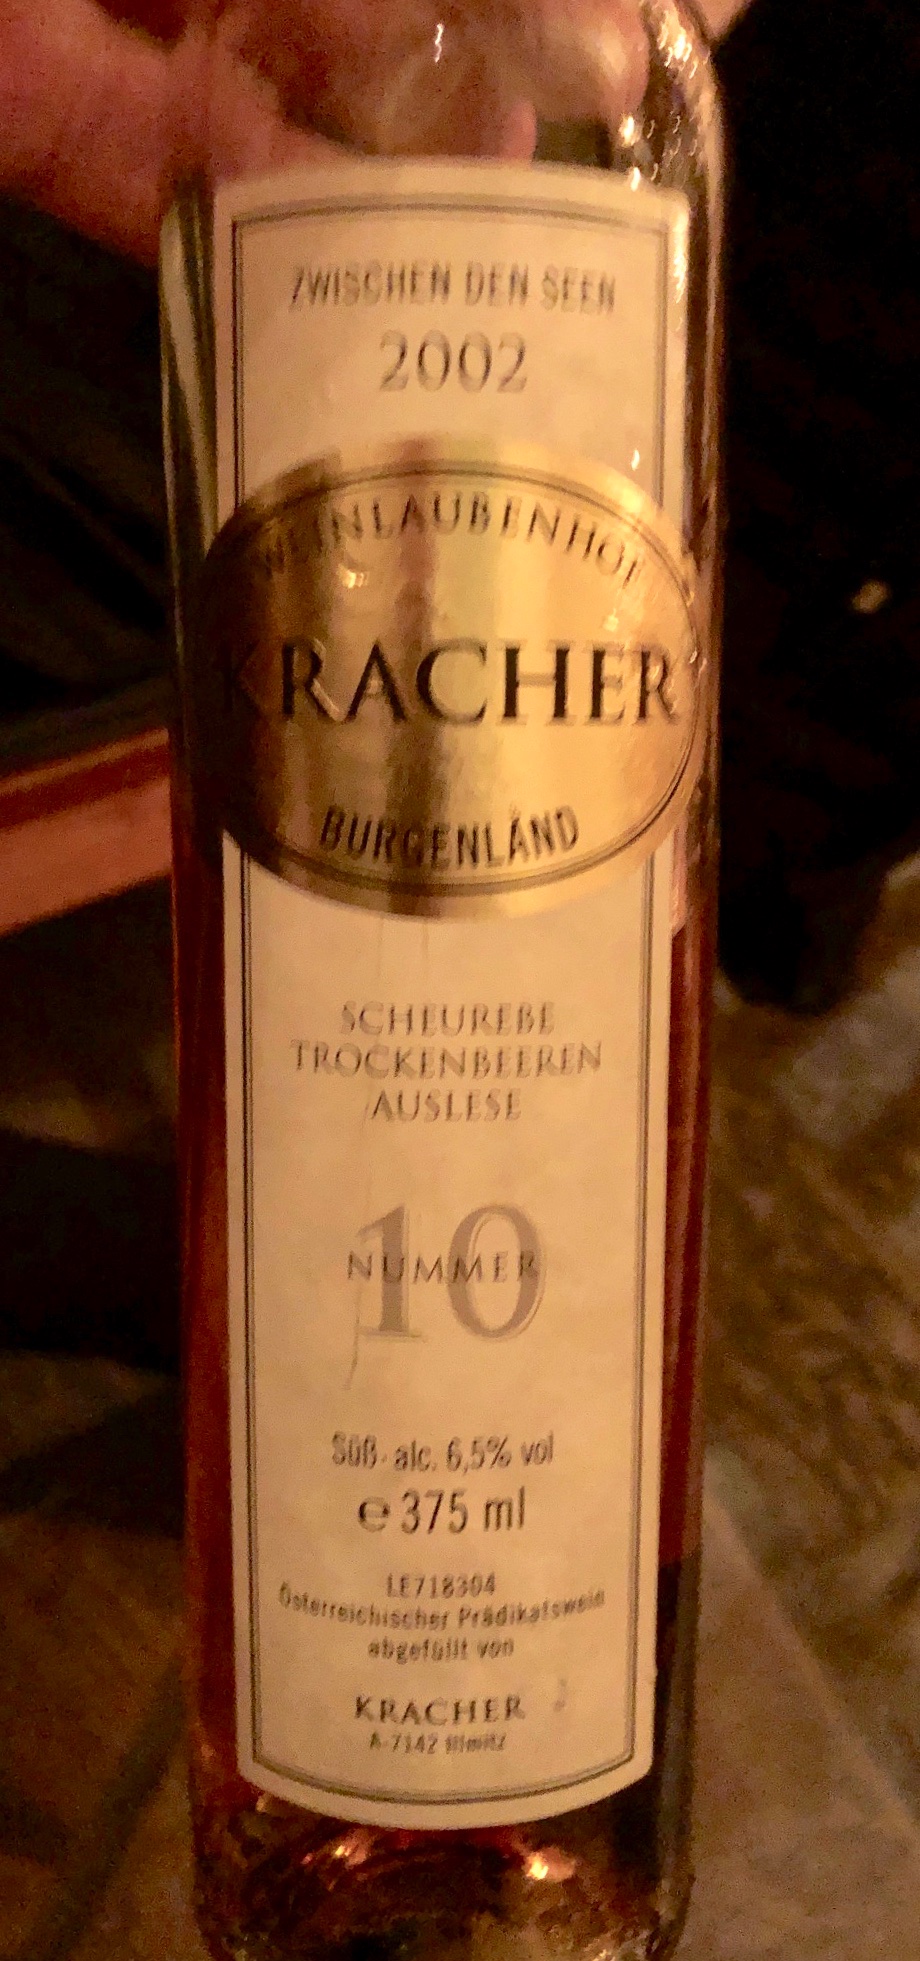 ZWISCHEN DEN SEEN
2002
WEINLAUBENHOF
KRACHER
BURGENLAND
SCHEUREBE
TROCKENBEEREN
AUSLESE
10
NUMMER
Süß · alc. 6,5% vol
℮ 375 ml
LE718304
Österreichischer Prädikatswein
abgefüllt von
KRACHER
A-7142 Illmitz